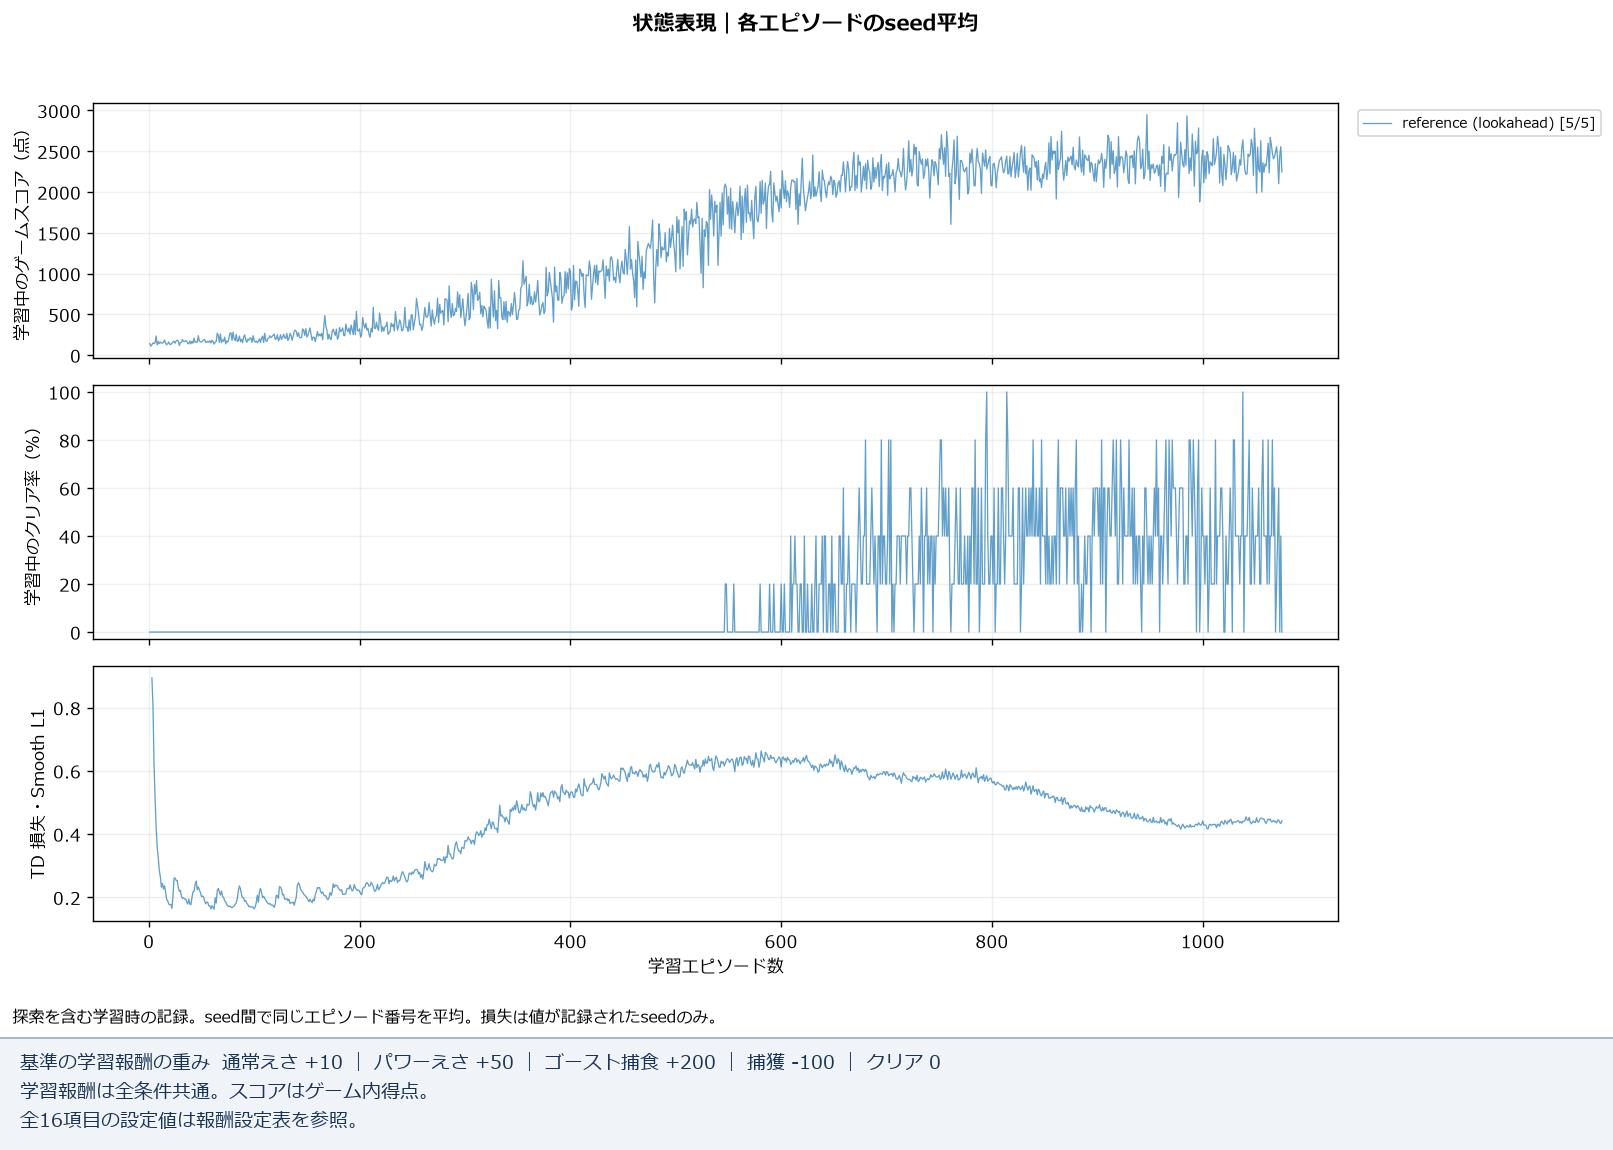 状態表現｜各エピソードのseed平均
学習中のゲームスコア（点）
3000
2500
2000
1500
1000
500
0
reference (lookahead) [5/5]
学習中のクリア率（%）
100
80
60
40
20
0
TD 損失・Smooth L1
0.8
0.6
0.4
0.2
0 200 400 600 800 1000
学習エピソード数
探索を含む学習時の記録。seed間で同じエピソード番号を平均。損失は値が記録されたseedのみ。
基準の学習報酬の重み 通常えさ +10 ｜ パワーえさ +50 ｜ ゴースト捕食 +200 ｜ 捕獲 -100 ｜ クリア 0
学習報酬は全条件共通。スコアはゲーム内得点。
全16項目の設定値は報酬設定表を参照。